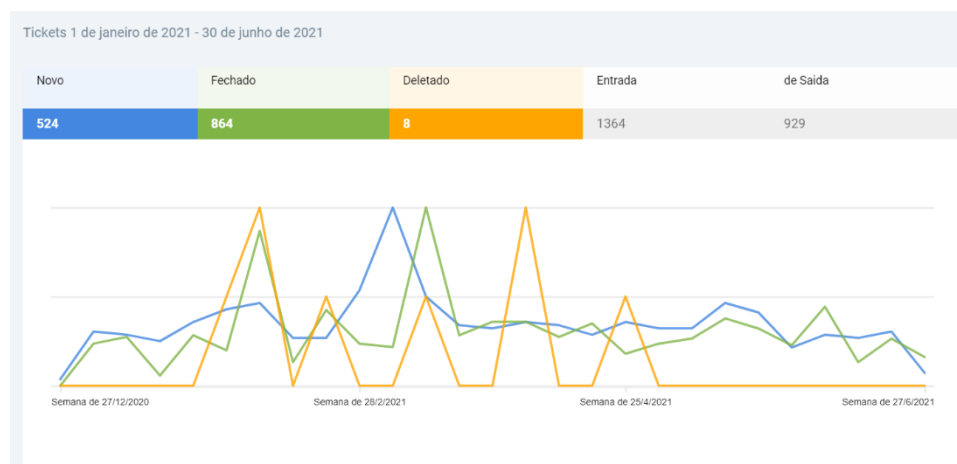 Tickets 1 de janeiro de 2021 - 30 de junho de 2021
Novo Fechado Deletado Entrada de Saida
524 864 8 1364 929
Semana de 27/12/2020 Semana de 28/2/2021 Semana de 25/4/2021 Semana de 27/6/2021